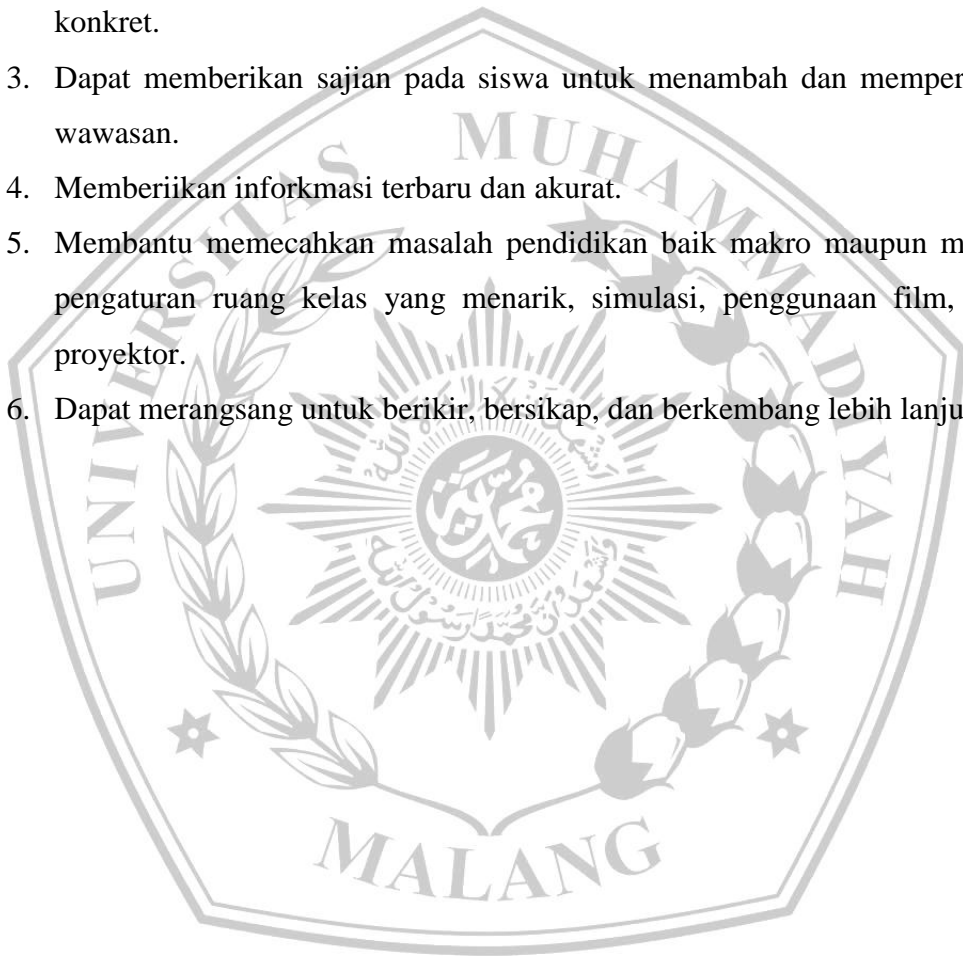 konkret.
3. Dapat memberikan sajian pada siswa untuk menambah dan memper
wawasan.
4. Memberiikan inforkmasi terbaru dan akurat.
5. Membantu memecahkan masalah pendidikan baik makro maupun m
pengaturan ruang kelas yang menarik, simulasi, penggunaan film,
proyektor.
6. Dapat merangsang untuk berikir, bersikap, dan berkembang lebih lanju
UNIVERSITAS MUHAMMADIYAH
MALANG